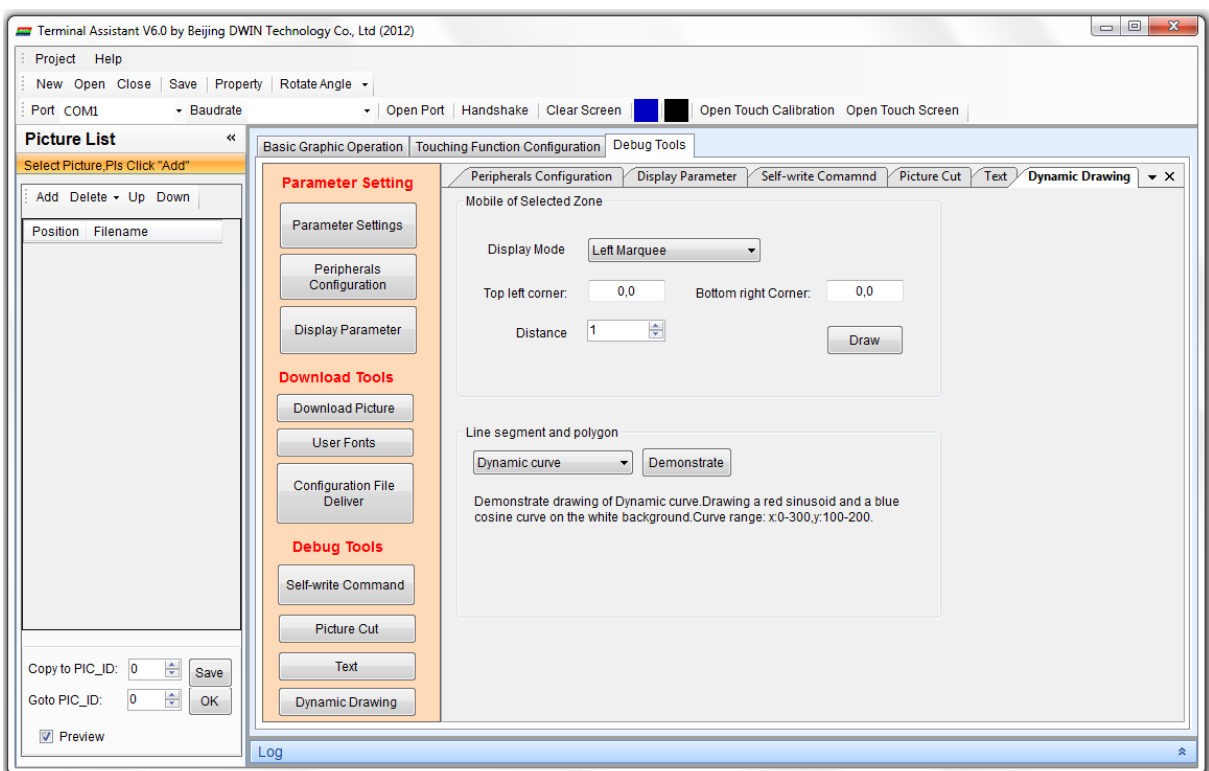 Terminal Assistant V6.0 by Beijing DWIN Technology Co., Ltd (2012)
Project Help
New Open Close Save Property Rotate Angle
Port COM1 Baudrate Open Port Handshake Clear Screen Open Touch Calibration Open Touch Screen
Picture List
Select Picture,Pls Click "Add"
Add Delete Up Down
Position Filename
Copy to PIC_ID: 0 Save
Goto PIC_ID: 0 OK
Preview
Basic Graphic Operation Touching Function Configuration Debug Tools
Parameter Setting
Parameter Settings
Peripherals
Configuration
Display Parameter
Download Tools
Download Picture
User Fonts
Configuration File
Deliver
Debug Tools
Self-write Command
Picture Cut
Text
Dynamic Drawing
Peripherals Configuration Display Parameter Self-write Comamnd Picture Cut Text Dynamic Drawing
Mobile of Selected Zone
Display Mode Left Marquee
Top left corner: 0,0 Bottom right Corner: 0,0
Distance 1
Draw
Line segment and polygon
Dynamic curve Demonstrate
Demonstrate drawing of Dynamic curve.Drawing a red sinusoid and a blue
cosine curve on the white background.Curve range: x:0-300,y:100-200.
Log